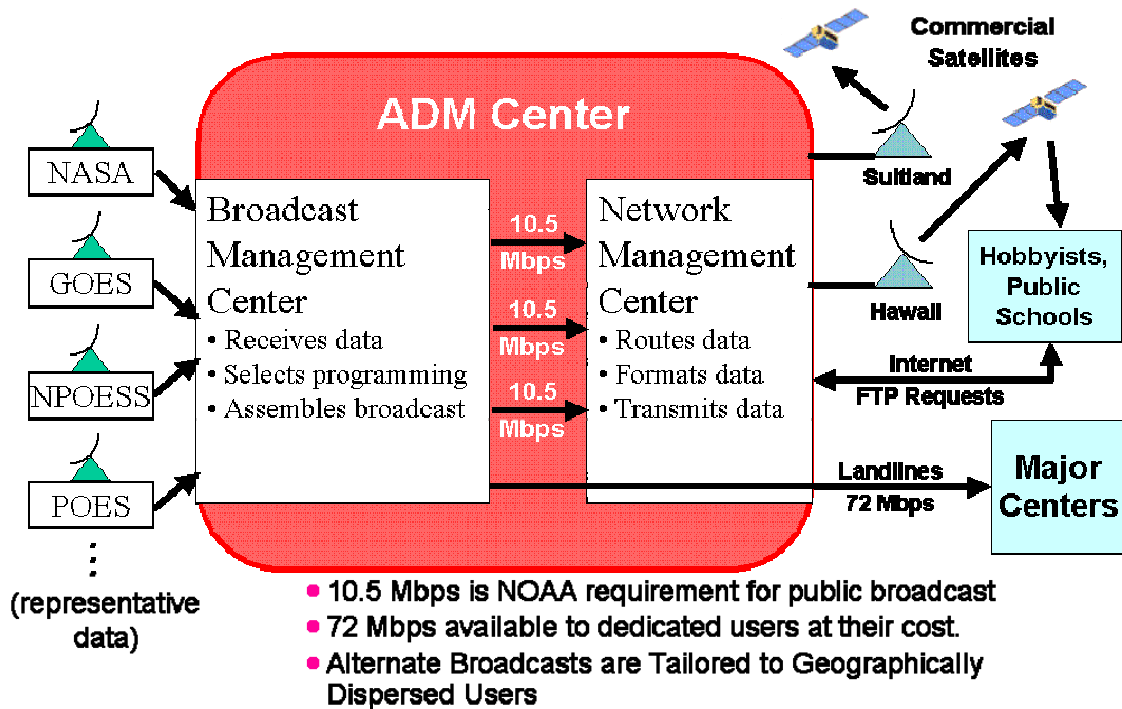 Commercial
Satellites
ADM Center
NASA
GOES
NPOESS
POES
(representative
data)
Broadcast
Management
Center
• Receives data
• Selects programming
• Assembles broadcast
10.5
Mbps
10.5
Mbps
10.5
Mbps
Network
Management
Center
• Routes data
• Formats data
• Transmits data
Suitland
Hawaii
Hobbyists,
Public
Schools
Internet
FTP Requests
Landlines
72 Mbps
Major
Centers
• 10.5 Mbps is NOAA requirement for public broadcast
• 72 Mbps available to dedicated users at their cost.
• Alternate Broadcasts are Tailored to Geographically
Dispersed Users